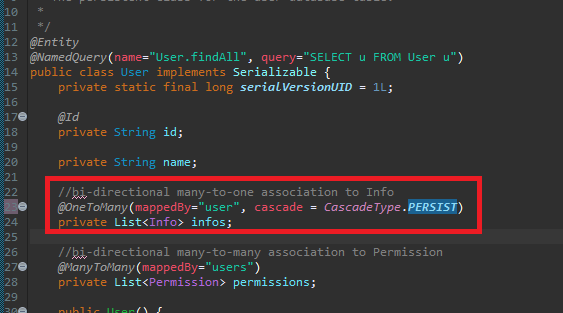 * The persistent class for the user database table.
10 *
11 *
12 */
12 @Entity
13 @NamedQuery(name="User.findAll", query="SELECT u FROM User u")
14 public class User implements Serializable {
15 private static final long serialVersionUID = 1L;
16
17 @Id
18 private String id;
19
20 private String name;
21
22 //bi-directional many-to-one association to Info
@OneToMany(mappedBy="user", cascade = CascadeType.PERSIST)
24 private List<Info> infos;
25
26 //bi-directional many-to-many association to Permission
27 @ManyToMany(mappedBy="users")
28 private List<Permission> permissions;
29
30 public User() {